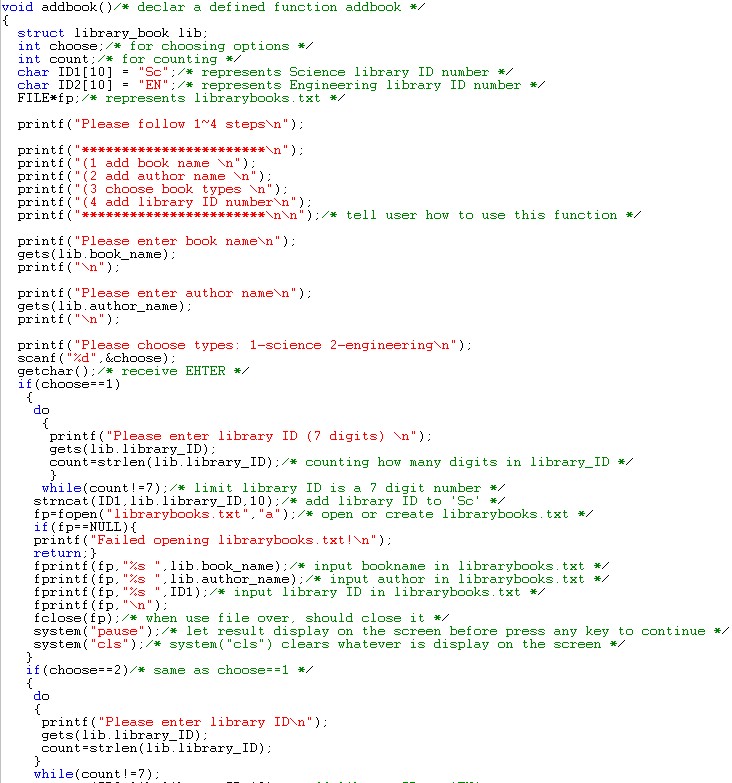 void addbook()/* declar a defined function addbook */
{
struct library_book lib;
int choose;/* for choosing options */
int count;/* for counting */
char ID1[10] = "Sc";/* represents Science library ID number */
char ID2[10] = "EN";/* represents Engineering library ID number */
FILE*fp;/* represents librarybooks.txt */
printf("Please follow 1~4 steps\n");
printf("***********************\n");
printf("(1 add book name \n");
printf("(2 add author name \n");
printf("(3 choose book types \n");
printf("(4 add library ID number\n");
printf("***********************\n\n");/* tell user how to use this function */
printf("Please enter book name\n");
gets(lib.book_name);
printf("\n");
printf("Please enter author name\n");
gets(lib.author_name);
printf("\n");
printf("Please choose types: 1-science 2-engineering\n");
scanf("%d",&choose);
getchar();/* receive EHTER */
if(choose==1)
{
do
{
printf("Please enter library ID (7 digits) \n");
gets(lib.library_ID);
count=strlen(lib.library_ID);/* counting how many digits in library_ID */
}
while(count!=7);/* limit library ID is a 7 digit number */
strncat(ID1,lib.library_ID,10);/* add library ID to 'Sc' */
fp=fopen("librarybooks.txt","a");/* open or create librarybooks.txt */
if(fp==NULL){
printf("Failed opening librarybooks.txt!\n");
return;}
fprintf(fp,"%s ",lib.book_name);/* input bookname in librarybooks.txt */
fprintf(fp,"%s ",lib.author_name);/* input author in librarybooks.txt */
fprintf(fp,"%s ",ID1);/* input library ID in librarybooks.txt */
fprintf(fp,"\n");
fclose(fp);/* when use file over, should close it */
system("pause");/* let result display on the screen before press any key to continue */
system("cls");/* system("cls") clears whatever is display on the screen */
}
if(choose==2)/* same as choose==1 */
{
do
{
printf("Please enter library ID\n");
gets(lib.library_ID);
count=strlen(lib.library_ID);
}
while(count!=7);